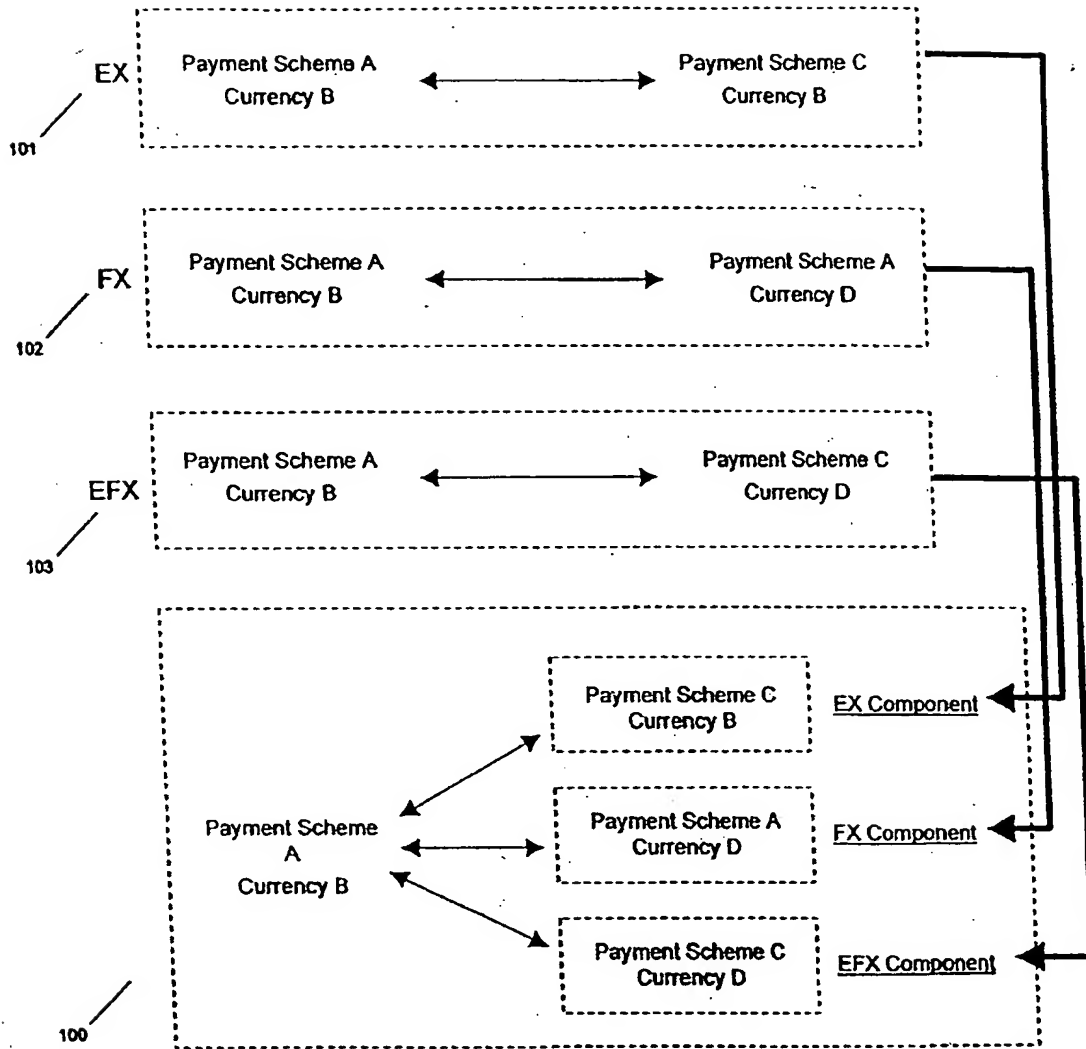 EX
Payment Scheme A
Currency B
Payment Scheme C
Currency B
101
FX
Payment Scheme A
Currency B
Payment Scheme A
Currency D
102
EFX
Payment Scheme A
Currency B
Payment Scheme C
Currency D
103
Payment Scheme C
Currency B
EX Component
Payment Scheme
A
Currency B
Payment Scheme A
Currency D
FX Component
Payment Scheme C
Currency D
EFX Component
100